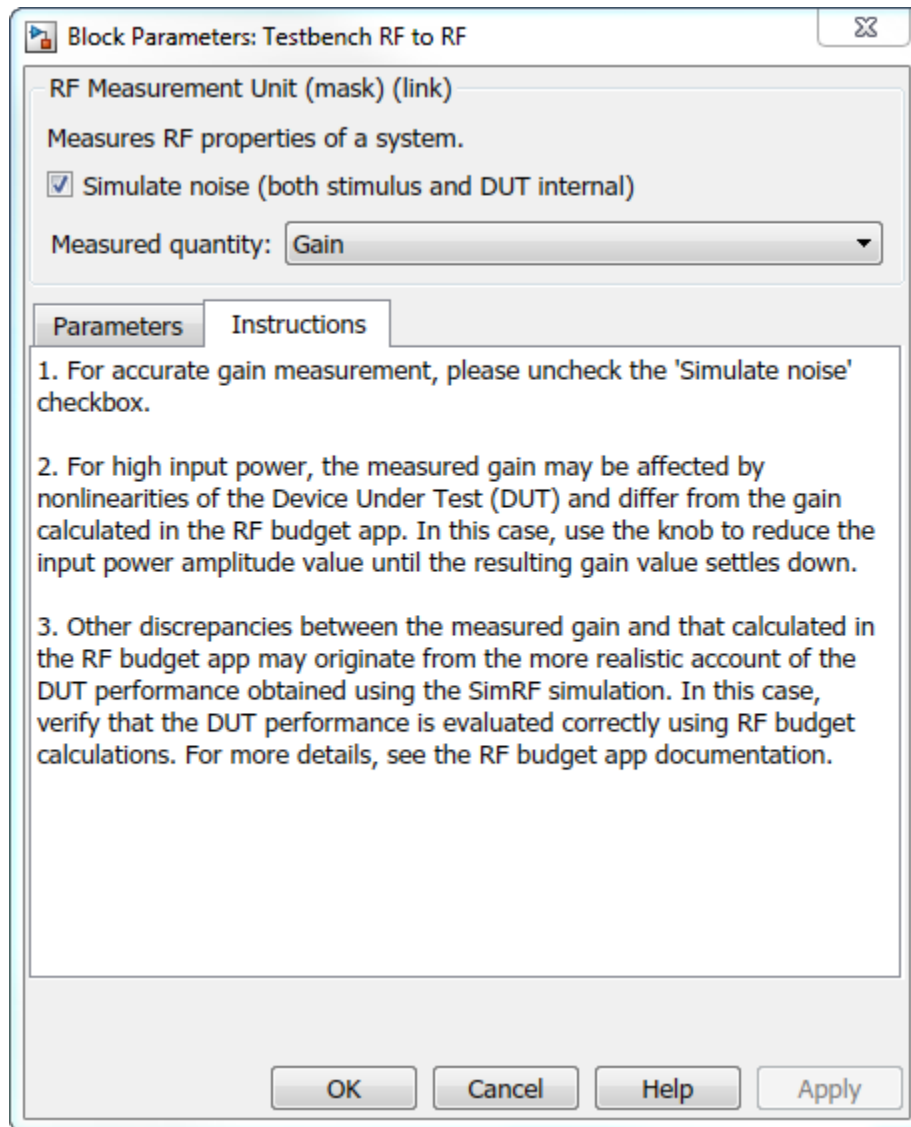 Block Parameters: Testbench RF to RF
RF Measurement Unit (mask) (link)
Measures RF properties of a system.
Simulate noise (both stimulus and DUT internal)
Measured quantity: Gain
Parameters Instructions
1. For accurate gain measurement, please uncheck the 'Simulate noise'
checkbox.
2. For high input power, the measured gain may be affected by
nonlinearities of the Device Under Test (DUT) and differ from the gain
calculated in the RF budget app. In this case, use the knob to reduce the
input power amplitude value until the resulting gain value settles down.
3. Other discrepancies between the measured gain and that calculated in
the RF budget app may originate from the more realistic account of the
DUT performance obtained using the SimRF simulation. In this case,
verify that the DUT performance is evaluated correctly using RF budget
calculations. For more details, see the RF budget app documentation.
OK Cancel Help Apply